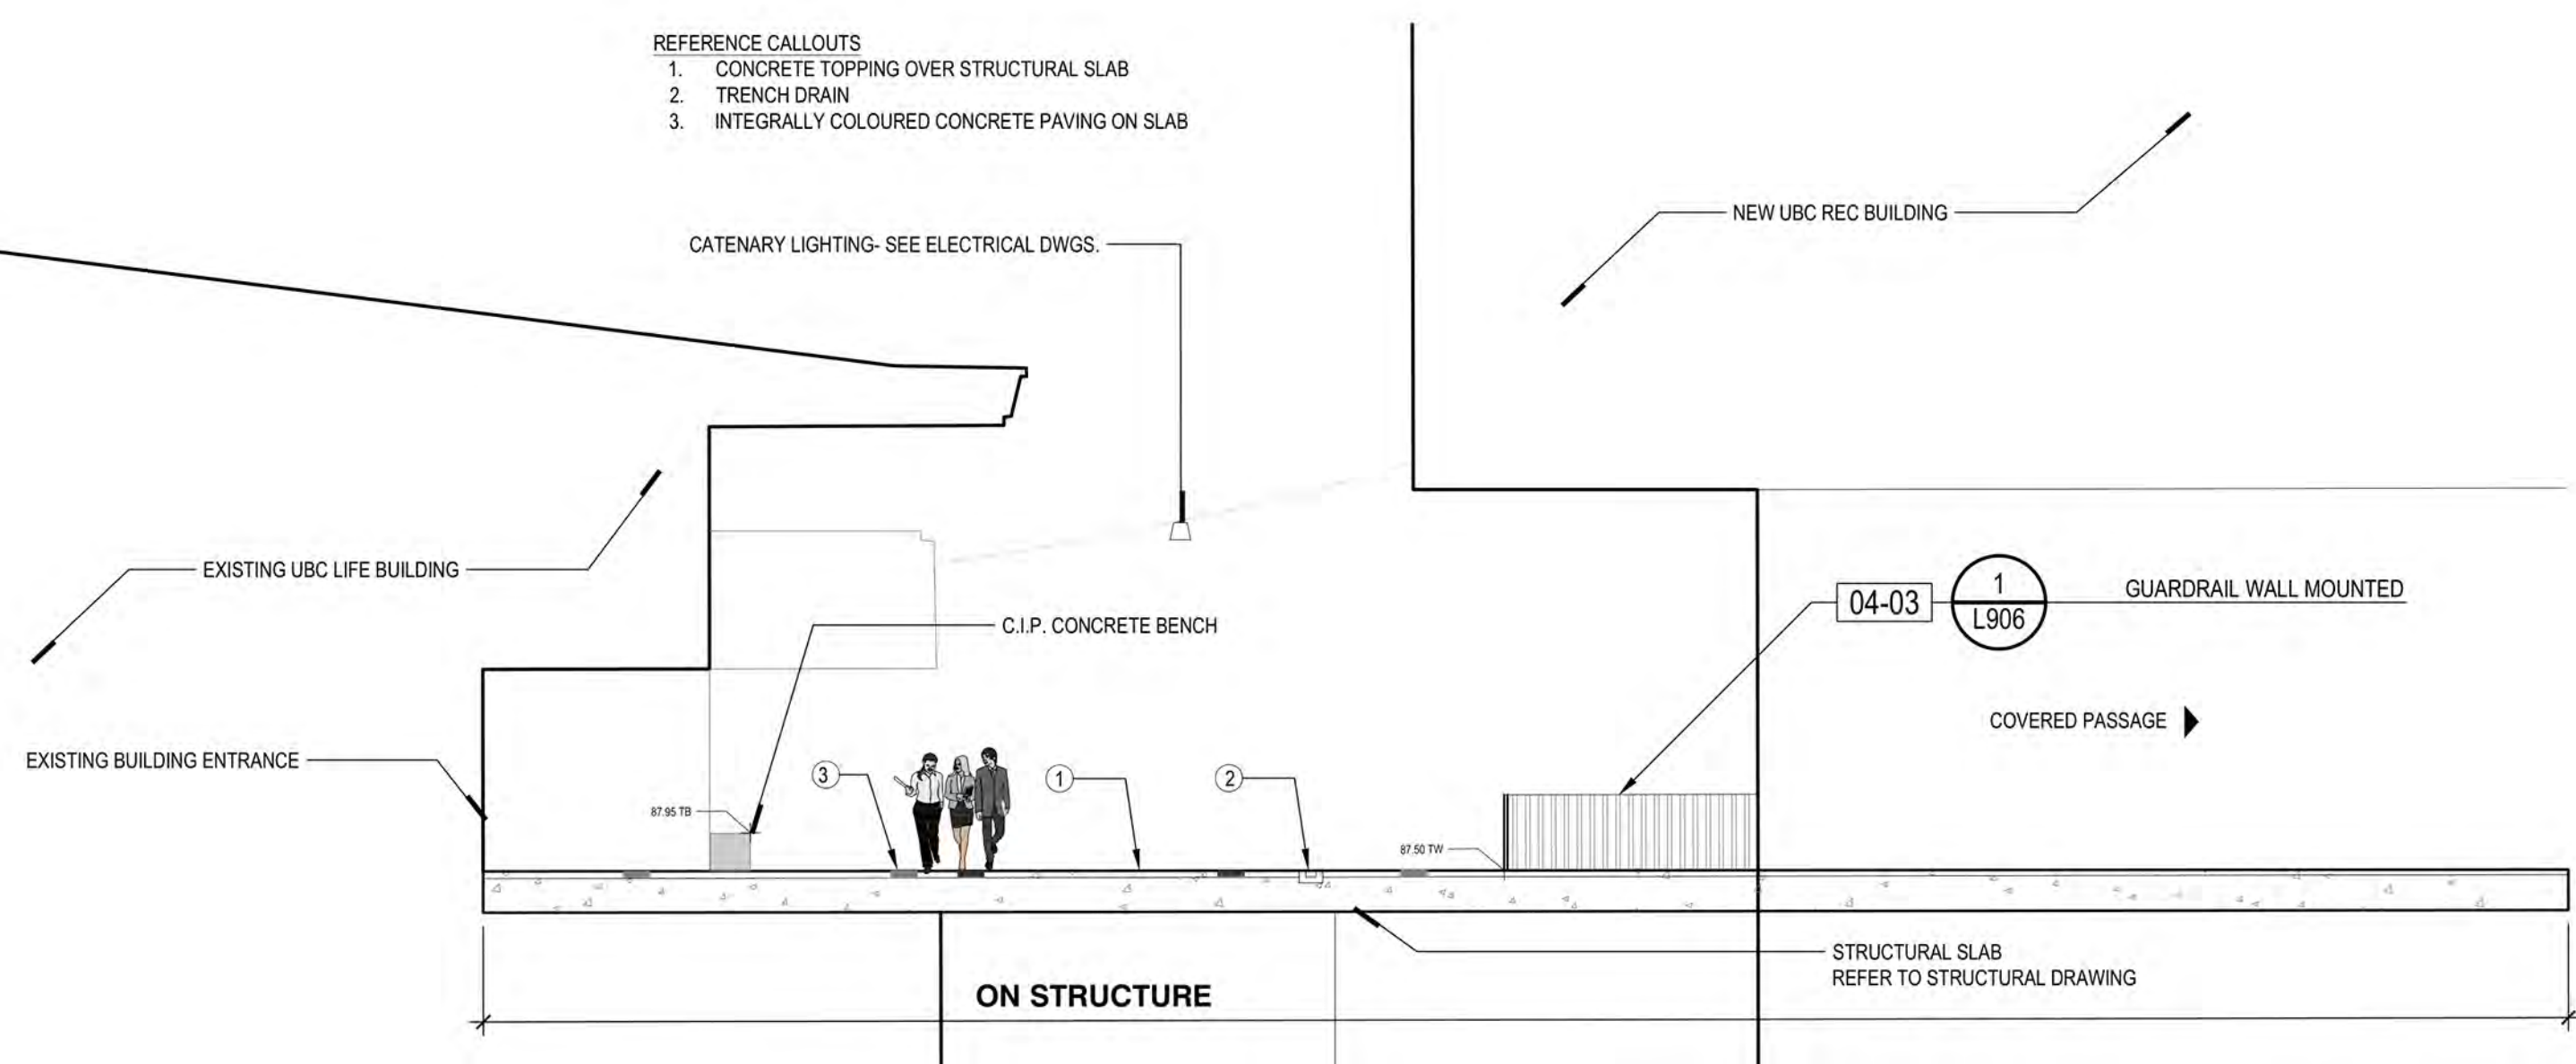 REFERENCE CALLOUTS
1. CONCRETE TOPPING OVER STRUCTURAL SLAB
2. TRENCH DRAIN
3. INTEGRALLY COLOURED CONCRETE PAVING ON SLAB
NEW UBC REC BUILDING
CATENARY LIGHTING- SEE ELECTRICAL DWGS.
EXISTING UBC LIFE BUILDING
04-03
1
L906
GUARDRAIL WALL MOUNTED
C.I.P. CONCRETE BENCH
COVERED PASSAGE
EXISTING BUILDING ENTRANCE
3
1
2
87.95 TB
87.50 TW
STRUCTURAL SLAB
REFER TO STRUCTURAL DRAWING
ON STRUCTURE